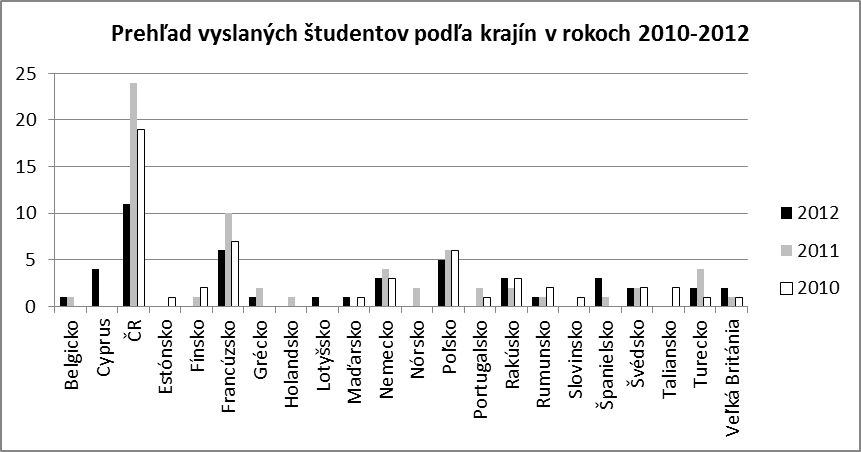 Prehľad vyslaných študentov podľa krajín v rokoch 2010-2012
25
20
15
10
5
0
Belgicko
Cyprus
ČR
Estónsko
Fínsko
Francúzsko
Grécko
Holandsko
Lotyšsko
Maďarsko
Nemecko
Nórsko
Poľsko
Portugalsko
Rakúsko
Rumunsko
Slovinsko
Španielsko
Švédsko
Taliansko
Turecko
Veľká Británia
2012
2011
2010